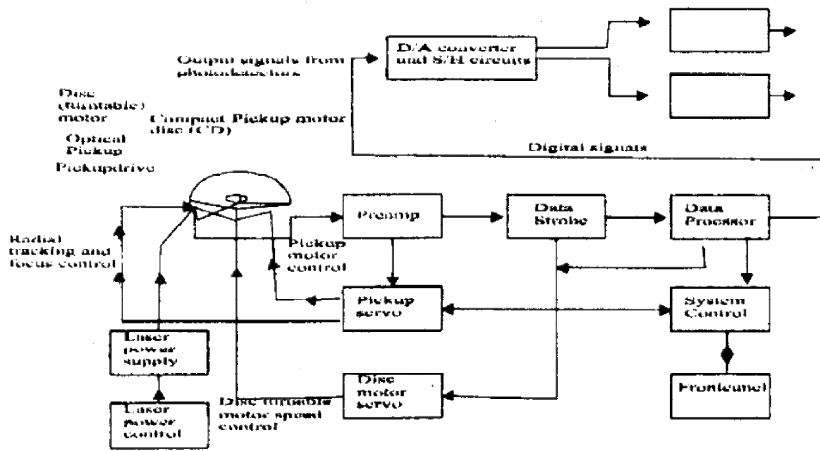 Output signals from
photodetectors
D/A converter
and S/H circuits
Disc
(turntable)
motor
Compact Pickup motor
disc (CD)
Optical
Pickup
Pickupdrive
Digital signals
Radial
tracking and
focus control
Pickup
motor control
Preamp
Data
Strobe
Data
Processor
Pickup
servo
System
Control
Laser
power
supply
Laser
power
control
Disc turntable
motor speed
control
Disc
motor
servo